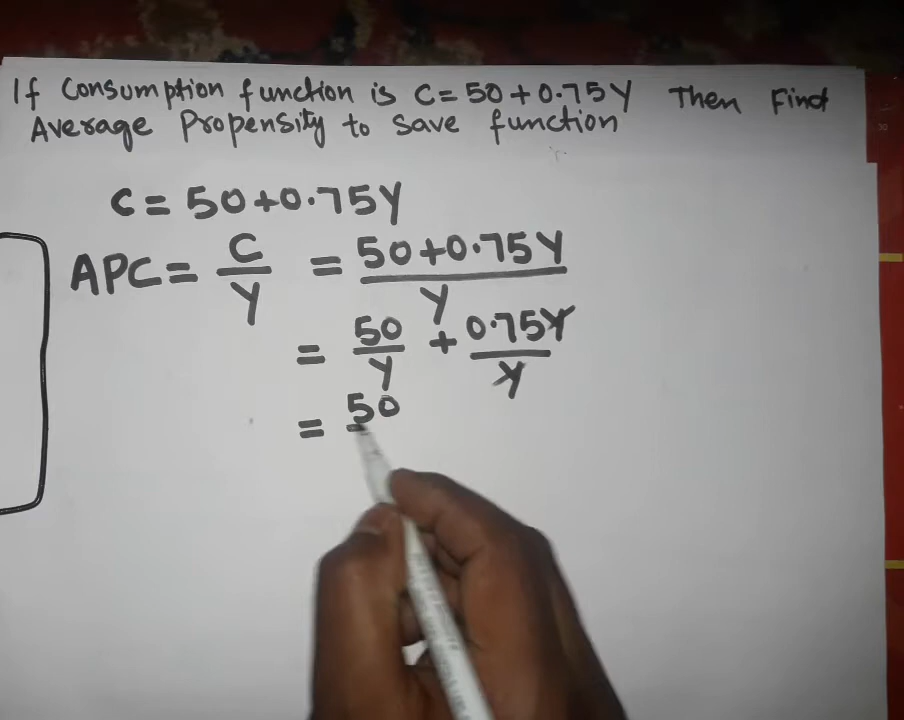 If Consumption function is C=50+0.75Y Then Find
Average Propensity to save function
C=50+0.75Y
APC= C/Y = 50+0.75Y/Y
= 50/Y + 0.75Y/Y
= 50